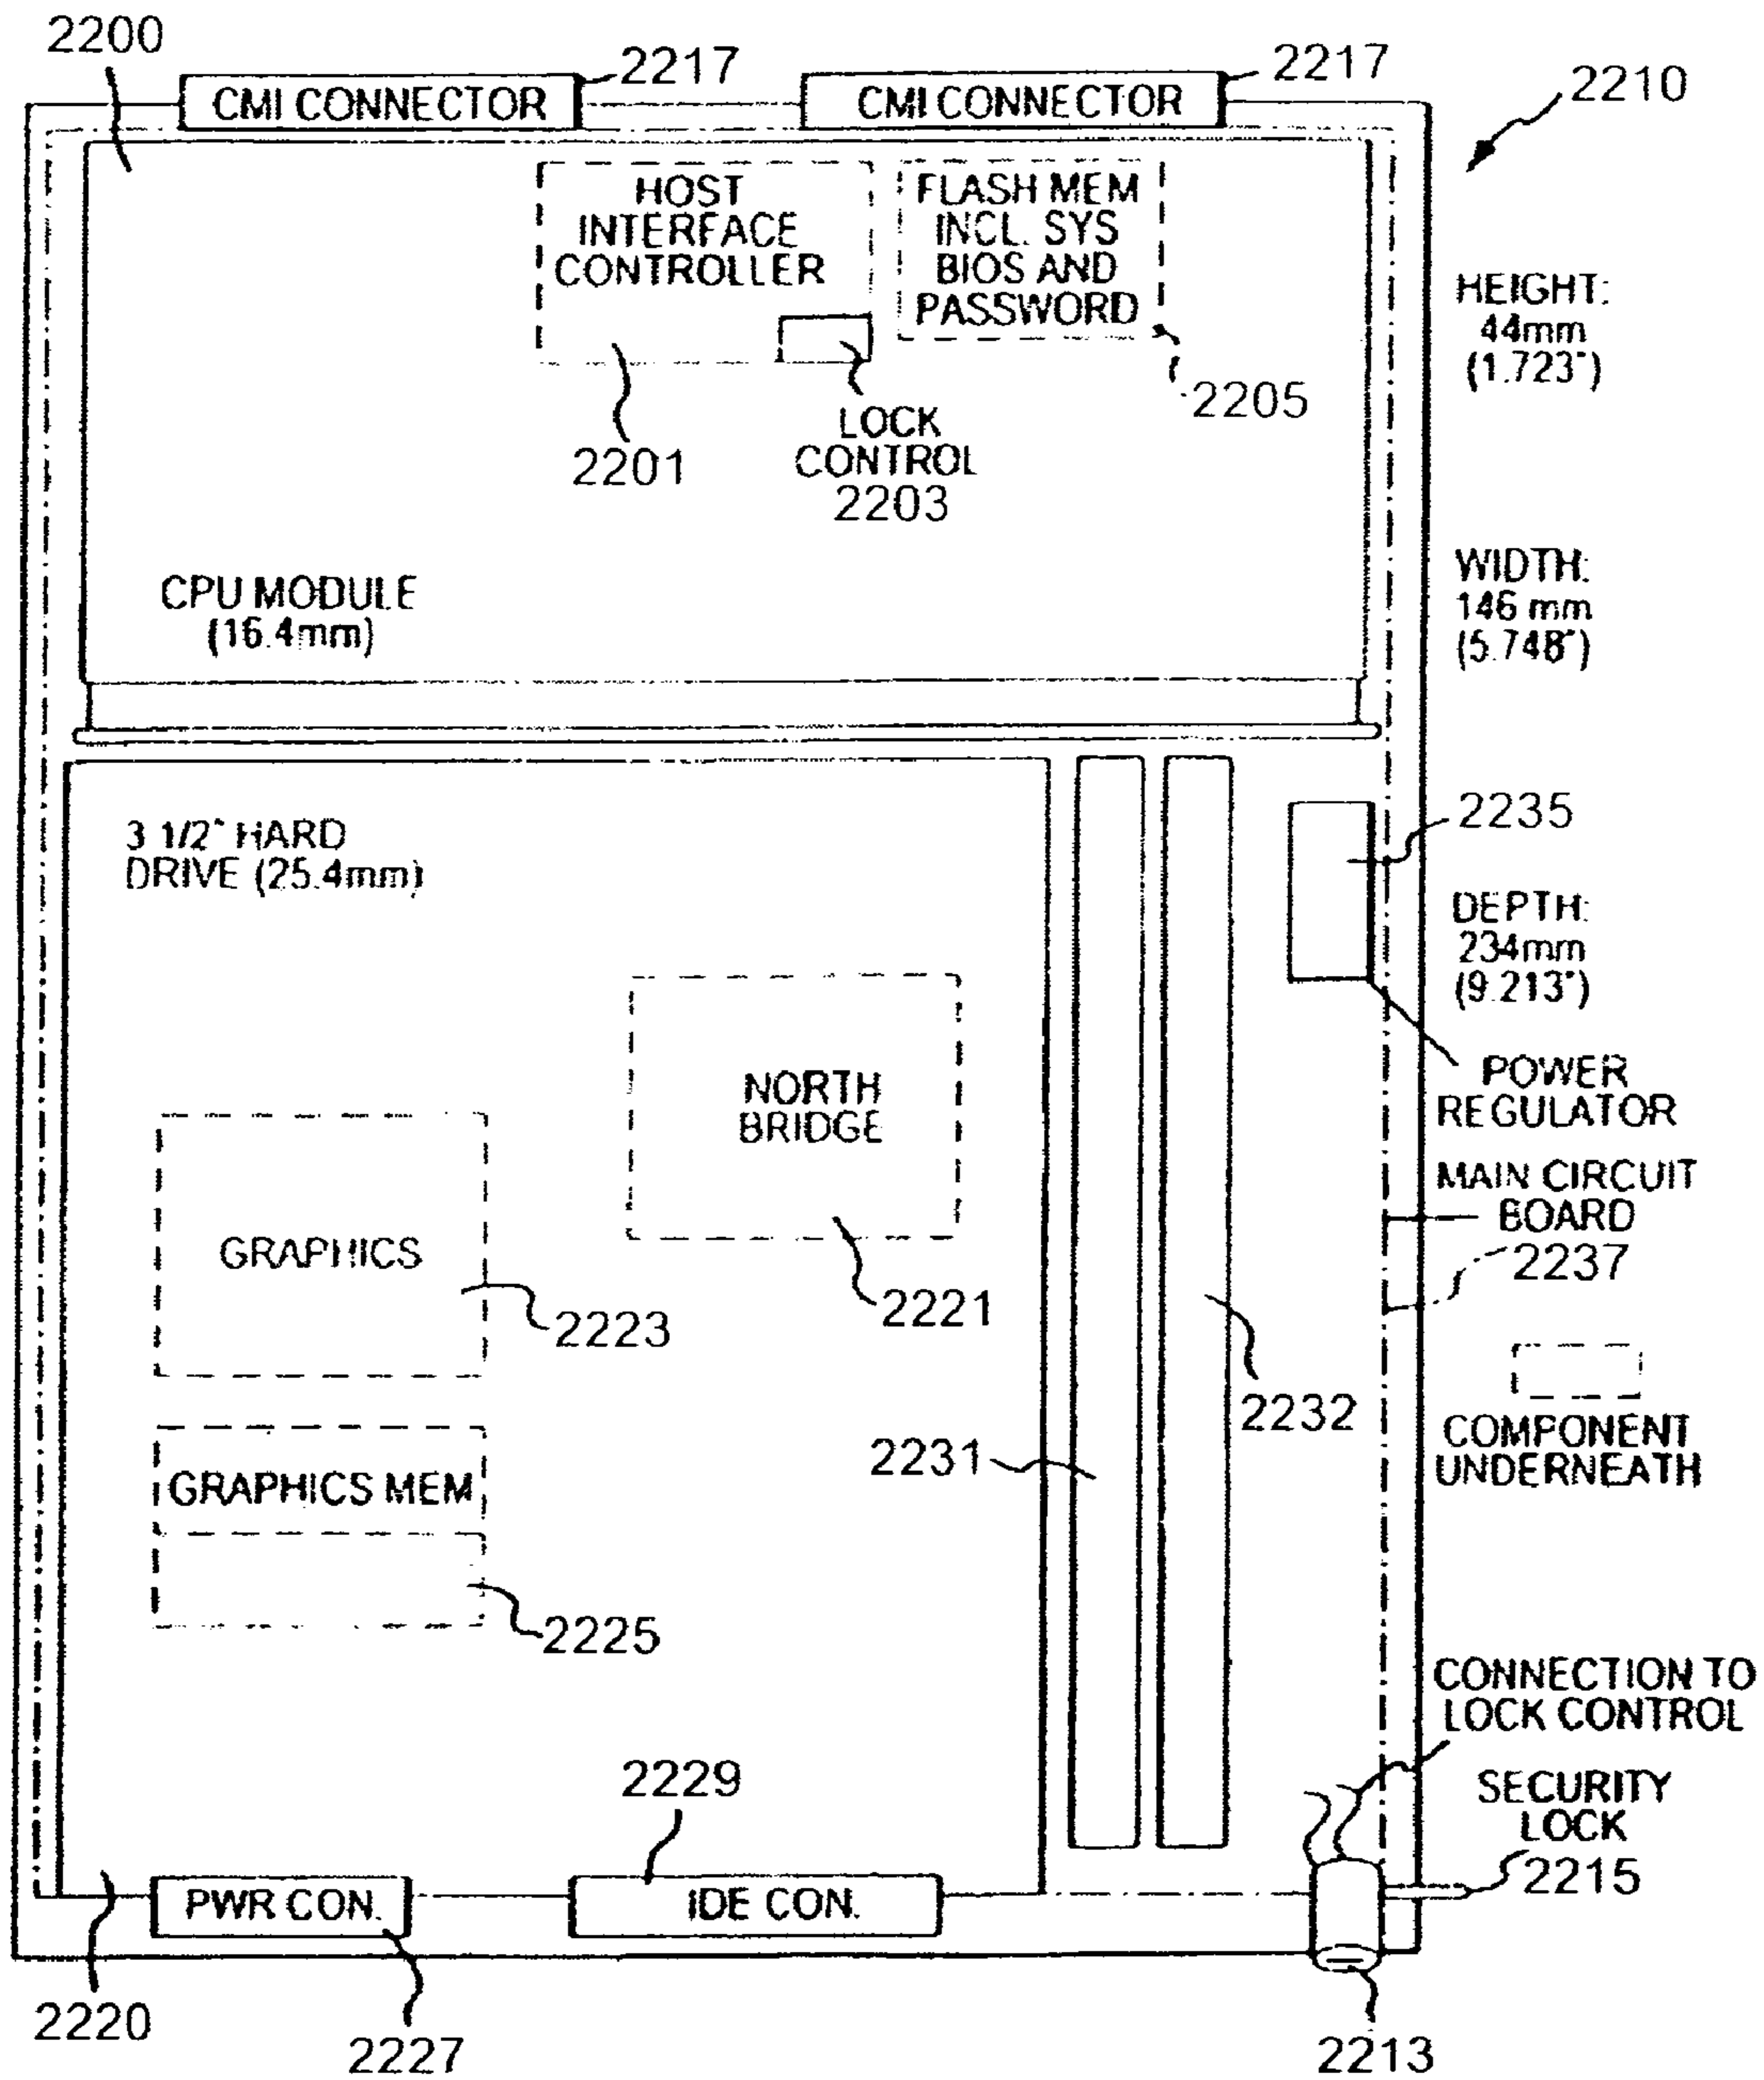 2200
2217
2217
2210
CMI CONNECTOR
CMI CONNECTOR
HOST
INTERFACE
CONTROLLER
FLASH MEM
INCL. SYS
BIOS AND
PASSWORD
HEIGHT:
44mm
(1.723")
2205
LOCK
CONTROL
2203
2201
WIDTH:
146 mm
(5.748")
CPU MODULE
(16.4mm)
3 1/2" HARD
DRIVE (25.4mm)
2235
DEPTH:
234mm
(9.213")
POWER
REGULATOR
NORTH
BRIDGE
MAIN CIRCUIT
BOARD
2237
GRAPHICS
2223
2221
2232
COMPONENT
UNDERNEATH
2231
GRAPHICS MEM
2225
CONNECTION TO
LOCK CONTROL
2229
SECURITY
LOCK
2215
PWR CON.
IDE CON.
2220
2227
2213